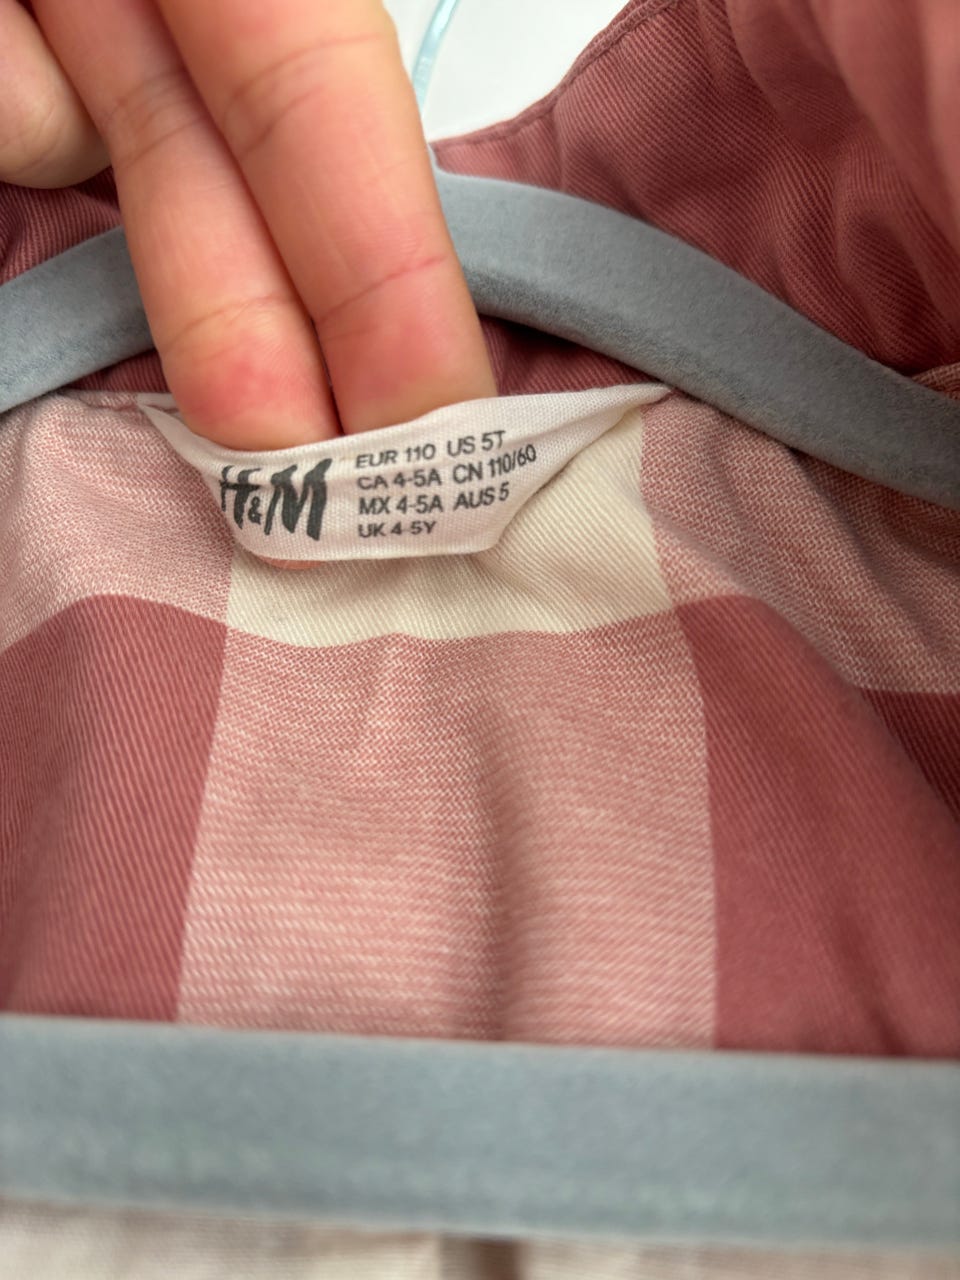 H&M
EUR 110 US 5T
CA 4-5A CN 110/60
MX 4-5A AUS 5
UK 4-5Y